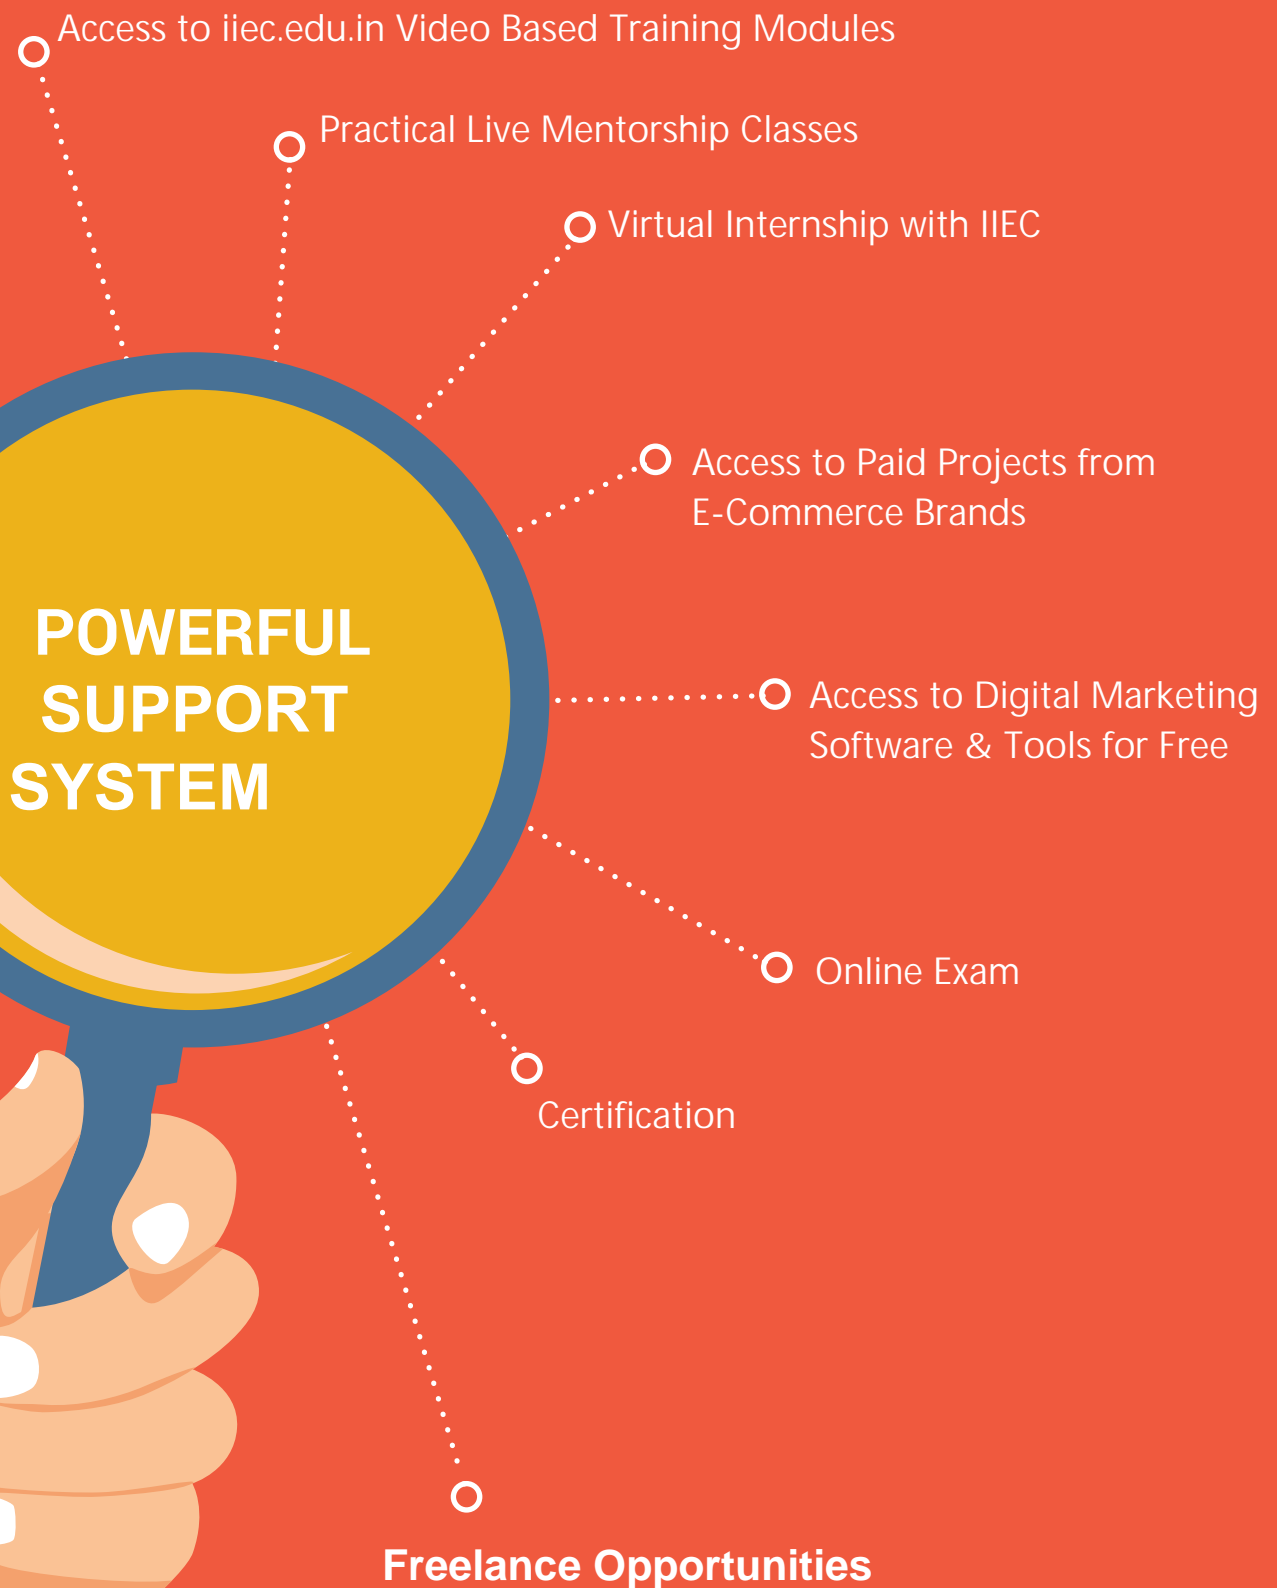 Access to iiec.edu.in Video Based Training Modules
Practical Live Mentorship Classes
Virtual Internship with IIEC
Access to Paid Projects from
E-Commerce Brands
POWERFUL
SUPPORT
SYSTEM
Access to Digital Marketing
Software & Tools for Free
Online Exam
Certification
Freelance Opportunities